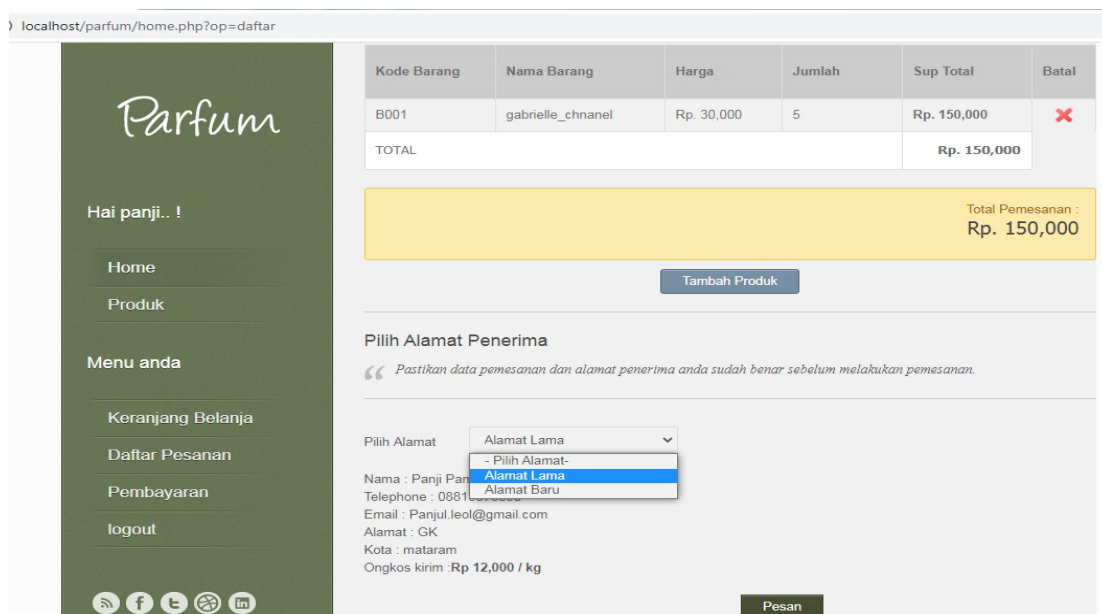 localhost/parfum/home.php?op=daftar
Parfum
Hai panji.. !
Home
Produk
Menu anda
Keranjang Belanja
Daftar Pesanan
Pembayaran
logout
Kode Barang Nama Barang Harga Jumlah Sup Total Batal
B001 gabrielle_chnanel Rp. 30,000 5 Rp. 150,000
TOTAL Rp. 150,000
Total Pemesanan :
Rp. 150,000
Tambah Produk
Pilih Alamat Penerima
Pastikan data pemesanan dan alamat penerima anda sudah benar sebelum melakukan pemesanan.
Pilih Alamat Alamat Lama
- Pilih Alamat-
Alamat Lama
Alamat Baru
Nama : Panji
Telephone :
Email : Panjul.leol@gmail.com
Alamat : GK
Kota : mataram
Ongkos kirim :Rp 12,000 / kg
Pesan